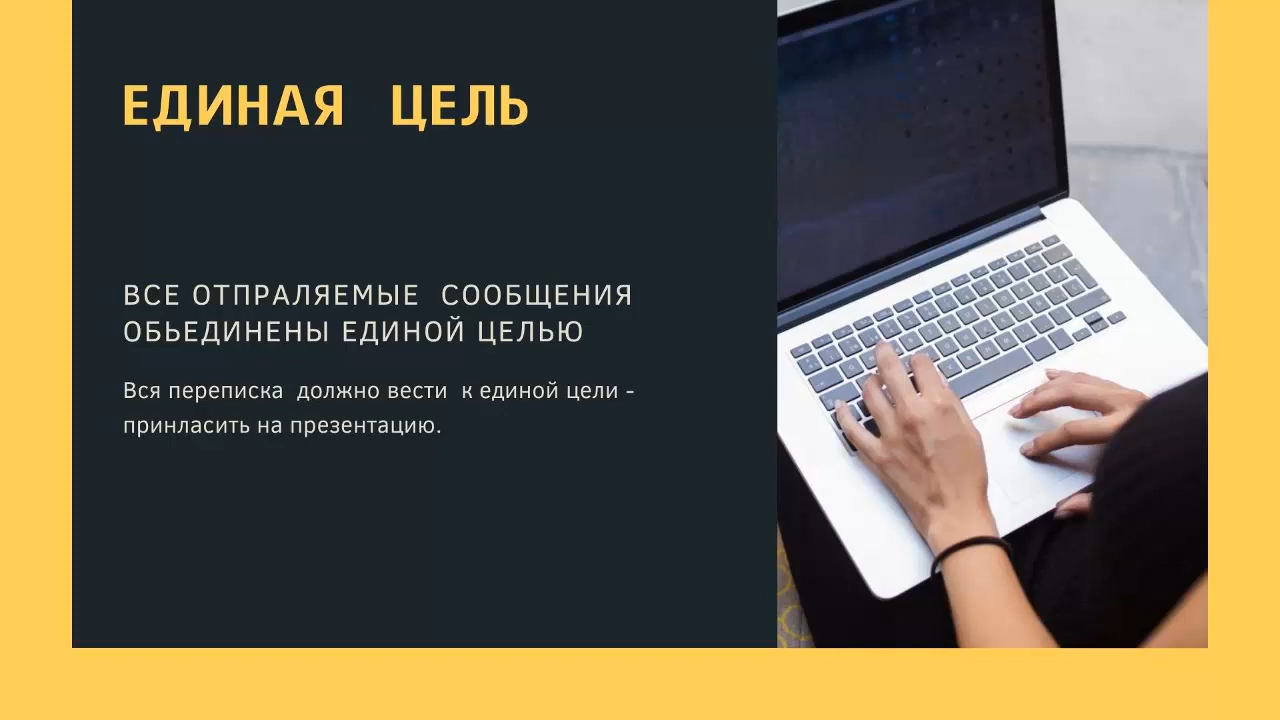 ЕДИНАЯ ЦЕЛЬ
ВСЕ ОТПРАЛЯЕМЫЕ СООБЩЕНИЯ
ОБЬЕДИНЕНЫ ЕДИНОЙ ЦЕЛЬЮ
Вся переписка должно вести к единой цели -
принласить на презентацию.